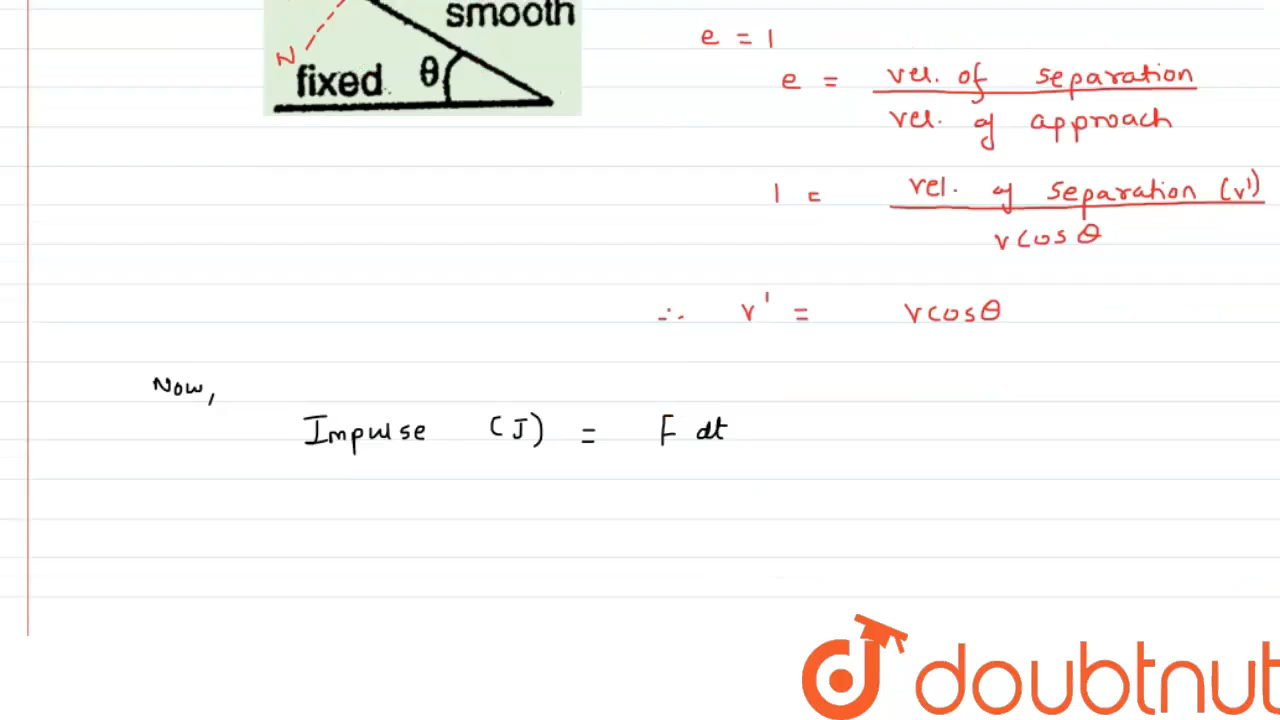 smooth
N
fixed θ
e = 1
e = vel. of separation
vel. of approach
1 = vel. of separation (v')
vcosθ
∴ v' = vcosθ
Now,
Impulse (J) = F dt
doubtnut